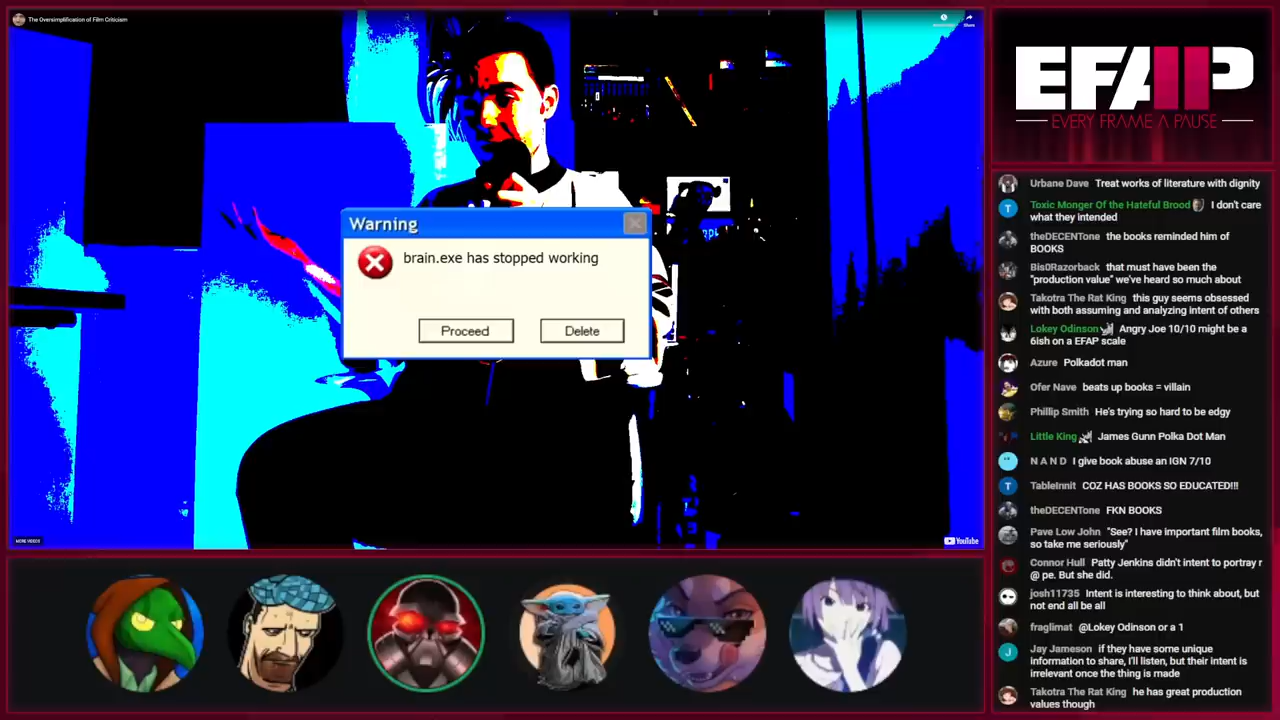 The Oversimplification of Film Criticism
Share
Warning
brain.exe has stopped working
Proceed
Delete
MORE VIDEOS
YouTube
EFAP
EVERY FRAME A PAUSE
Urbane Dave Treat works of literature with dignity
Toxic Monger Of the Hateful Brood I don't care
what they intended
theDECENTone the books reminded him of
BOOKS
Bis0Razorback that must have been the
"production value" we've heard so much about
Takotra The Rat King this guy seems obsessed
with both assuming and analyzing intent of others
Lokey Odinson Angry Joe 10/10 might be a
6ish on a EFAP scale
Azure Polkadot man
Ofer Nave beats up books = villain
Phillip Smith He's trying so hard to be edgy
Little King James Gunn Polka Dot Man
N A N D I give book abuse an IGN 7/10
TableInnit COZ HAS BOOKS SO EDUCATED!!!
theDECENTone FKN BOOKS
Pave Low John "See? I have important film books,
so take me seriously"
Connor Hull Patty Jenkins didn't intent to portray r
@ pe. But she did.
josh11735 Intent is interesting to think about, but
not end all be all
fraglimat @Lokey Odinson or a 1
Jay Jameson if they have some unique
information to share, I'll listen, but their intent is
irrelevant once the thing is made
Takotra The Rat King he has great production
values though